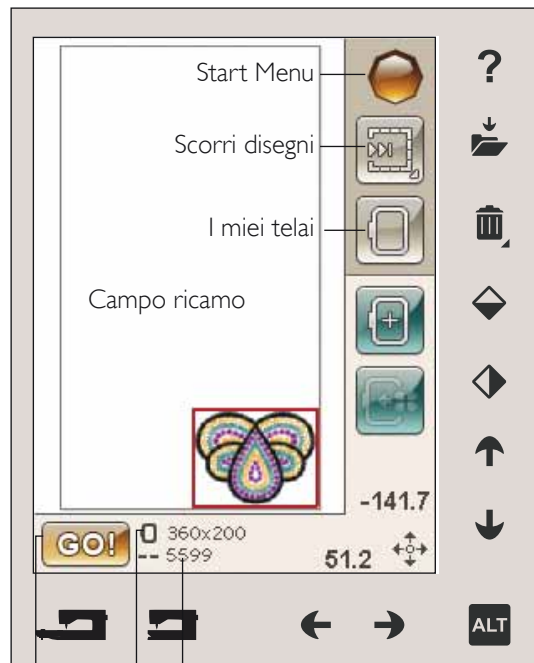 Start Menu
?
Scorri disegni
I miei telai
Campo ricamo
-141.7
GO!
360x200
-- 5599
51.2
ALT